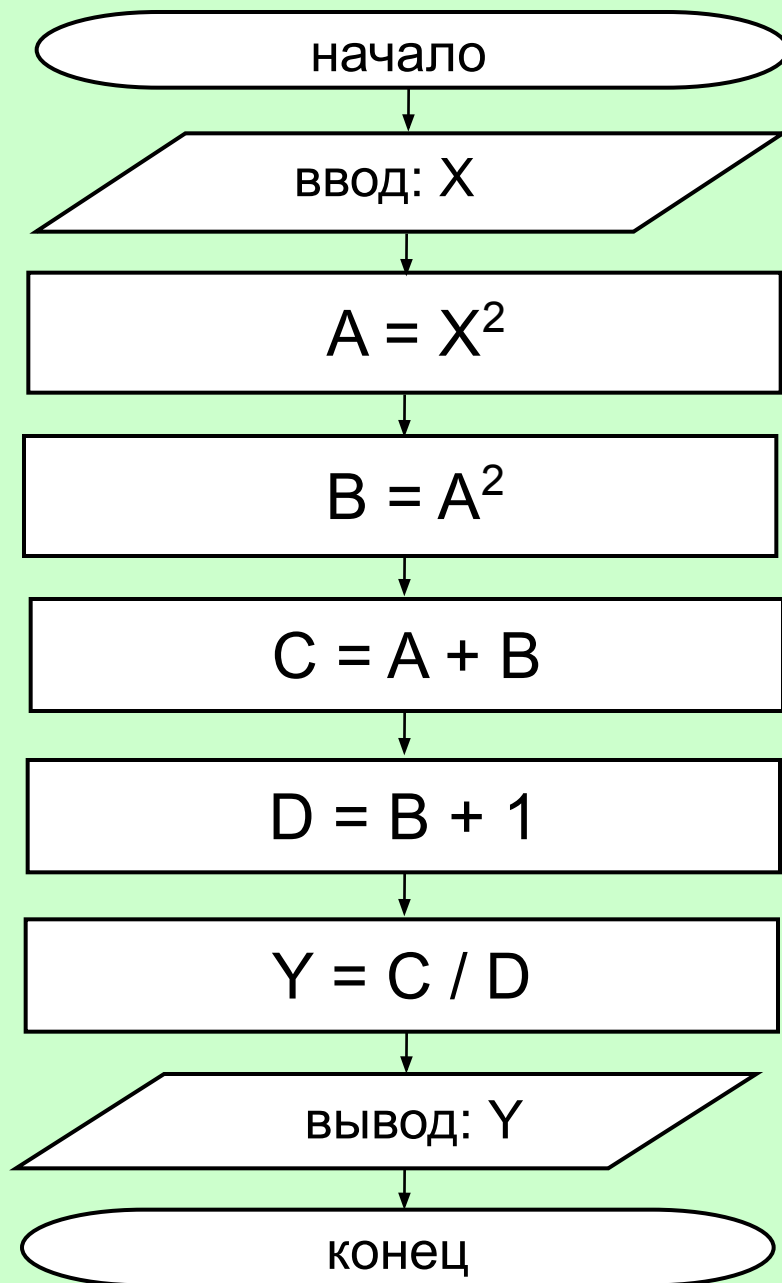 начало
ввод: X
A = X²
B = A²
C = A + B
D = B + 1
Y = C / D
вывод: Y
конец